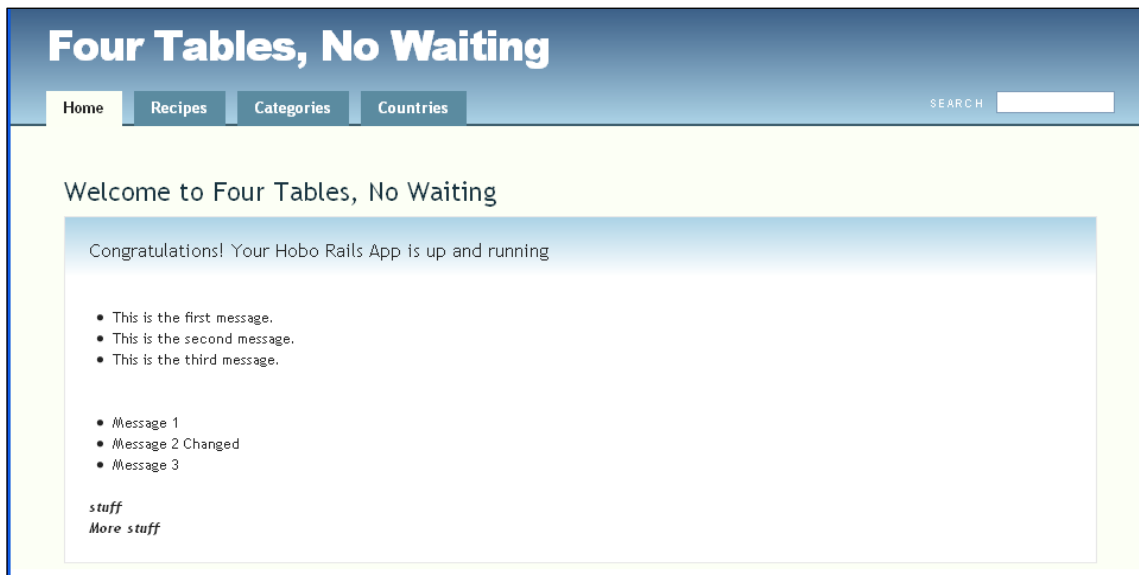 Four Tables, No Waiting
Home Recipes Categories Countries SEARCH
Welcome to Four Tables, No Waiting
Congratulations! Your Hobo Rails App is up and running
• This is the first message.
• This is the second message.
• This is the third message.
• Message 1
• Message 2 Changed
• Message 3
stuff
More stuff